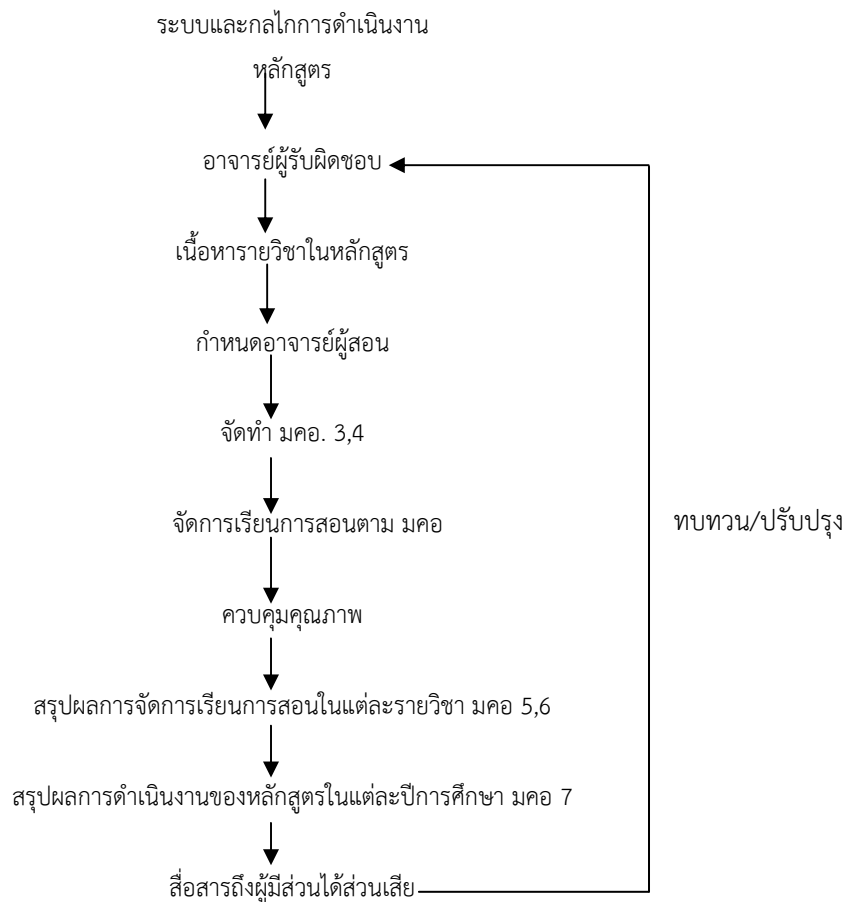 ระบบและกลไกการดำเนินงาน
หลักสูตร
อาจารย์ผู้รับผิดชอบ
เนื้อหารายวิชาในหลักสูตร
กำหนดอาจารย์ผู้สอน
จัดทำ มคอ. 3,4
จัดการเรียนการสอนตาม มคอ
ทบทวน/ปรับปรุง
ควบคุมคุณภาพ
สรุปผลการจัดการเรียนการสอนในแต่ละรายวิชา มคอ 5,6
สรุปผลการดำเนินงานของหลักสูตรในแต่ละปีการศึกษา มคอ 7
สื่อสารถึงผู้มีส่วนได้ส่วนเสีย